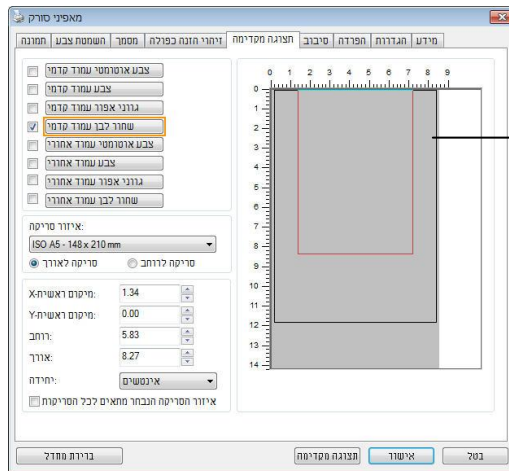 מאפיני סורק
תמונה השמטת צבע מסמך זיהוי הזנה כפולה תצוגה מקדימה סיבוב הפרדה הגדרות מידע
צבע אוטומטי עמוד קדמי
צבע עמוד קדמי
גרוני אפור עמוד קדמי
שחור לבן עמוד קדמי
צבע אוטומטי עמוד אחורי
צבע עמוד אחורי
גרוני אפור עמוד אחורי
שחור לבן עמוד אחורי
איזור סריקה:
ISO A5 - 148 x 210 mm
סריקה לאורך סריקה לרוחב
מיקום ראשית-X: 1.34
מיקום ראשית-Y: 0.00
רוחב: 5.83
אורך: 8.27
יחידה: אינטשים
איזור הסריקה הנבחר מתאים לכל הסריקות
0 1 2 3 4 5 6 7 8 9
0
1
2
3
4
5
6
7
8
9
10
11
12
13
14
ברירת מחדל תצוגה מקדימה אישור בטל